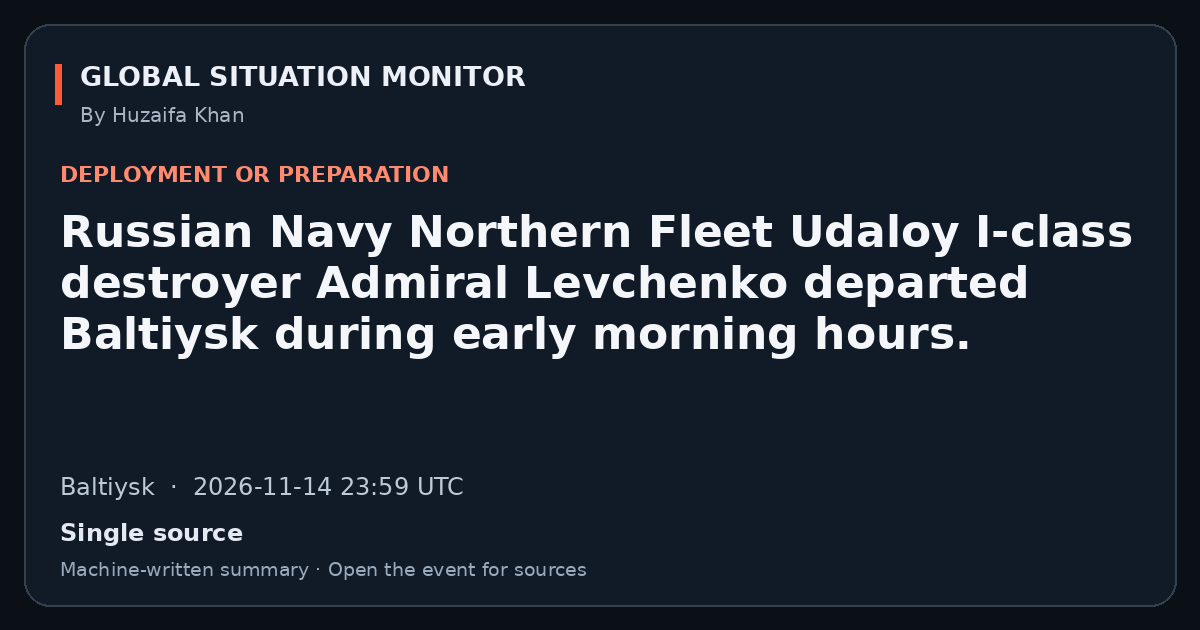 GLOBAL SITUATION MONITOR
By Huzaifa Khan
DEPLOYMENT OR PREPARATION
Russian Navy Northern Fleet Udaloy I-class
destroyer Admiral Levchenko departed
Baltiysk during early morning hours.
Baltiysk · 2026-11-14 23:59 UTC
Single source
Machine-written summary · Open the event for sources